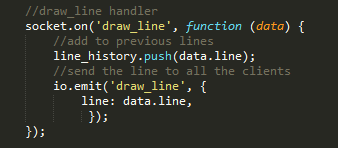 //draw_line handler
socket.on('draw_line', function (data) {
    //add to previous lines
    line_history.push(data.line);
    //send the line to all the clients
    io.emit('draw_line', {
        line: data.line,
             });
});